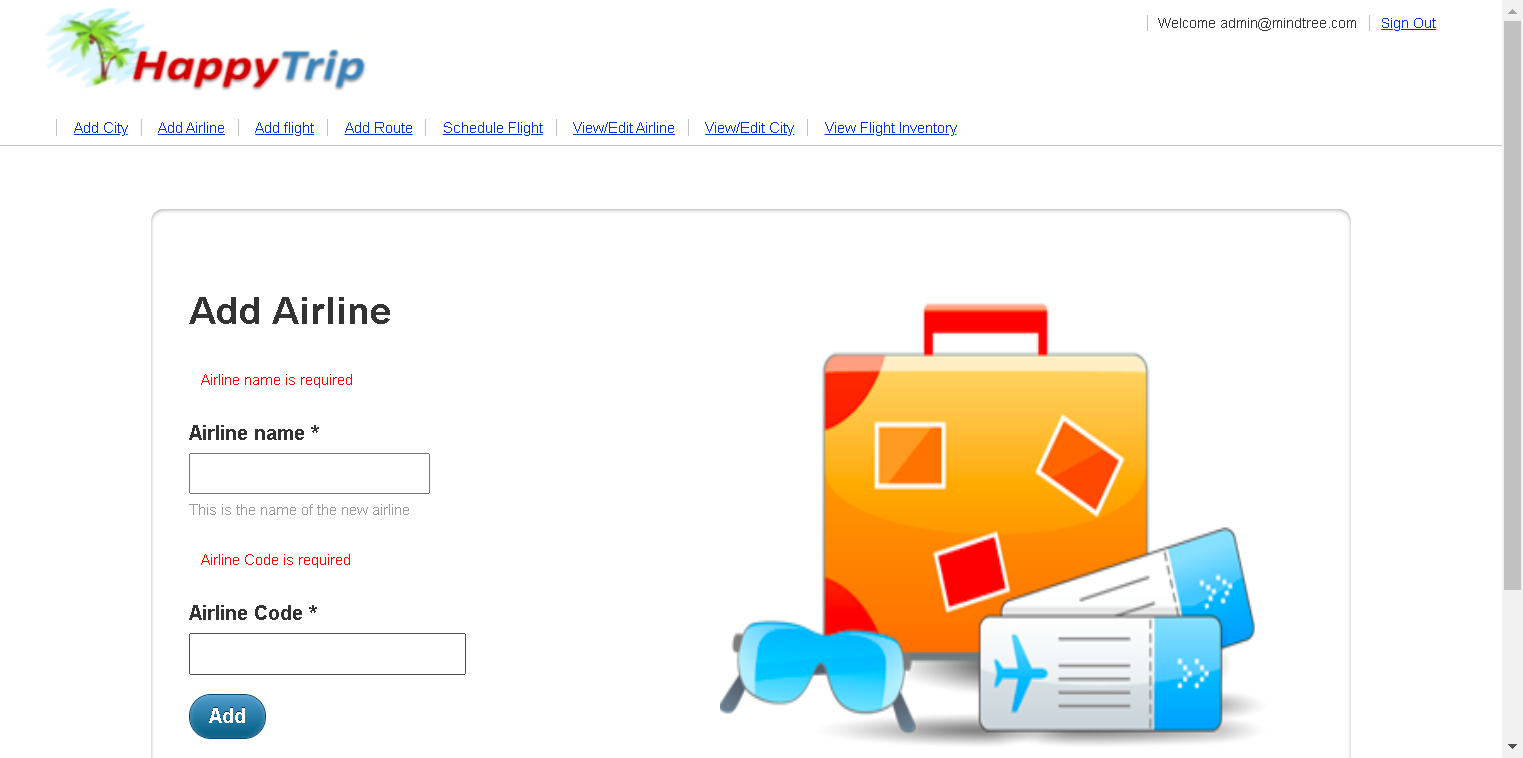 HappyTrip
Welcome admin@mindtree.com Sign Out
Add City Add Airline Add flight Add Route Schedule Flight View/Edit Airline View/Edit City View Flight Inventory
Add Airline
Airline name is required
Airline name *
This is the name of the new airline
Airline Code is required
Airline Code *
Add